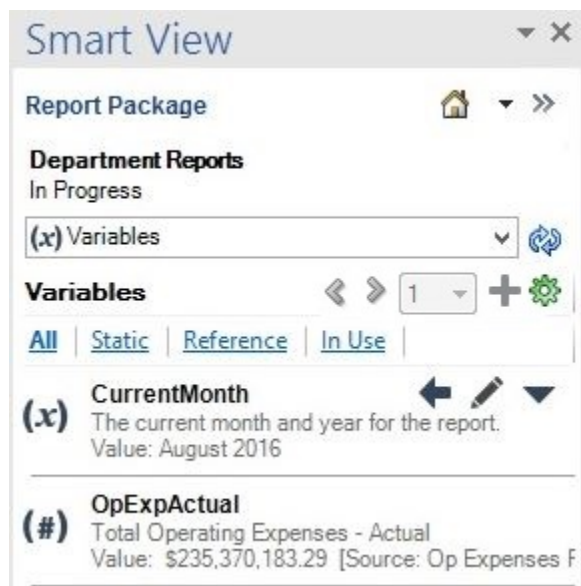 Smart View
Report Package
Department Reports
In Progress
(x) Variables
Variables 1
All Static Reference In Use
(x) CurrentMonth
The current month and year for the report.
Value: August 2016
(#) OpExpActual
Total Operating Expenses - Actual
Value: $235,370,183.29 [Source: Op Expenses F